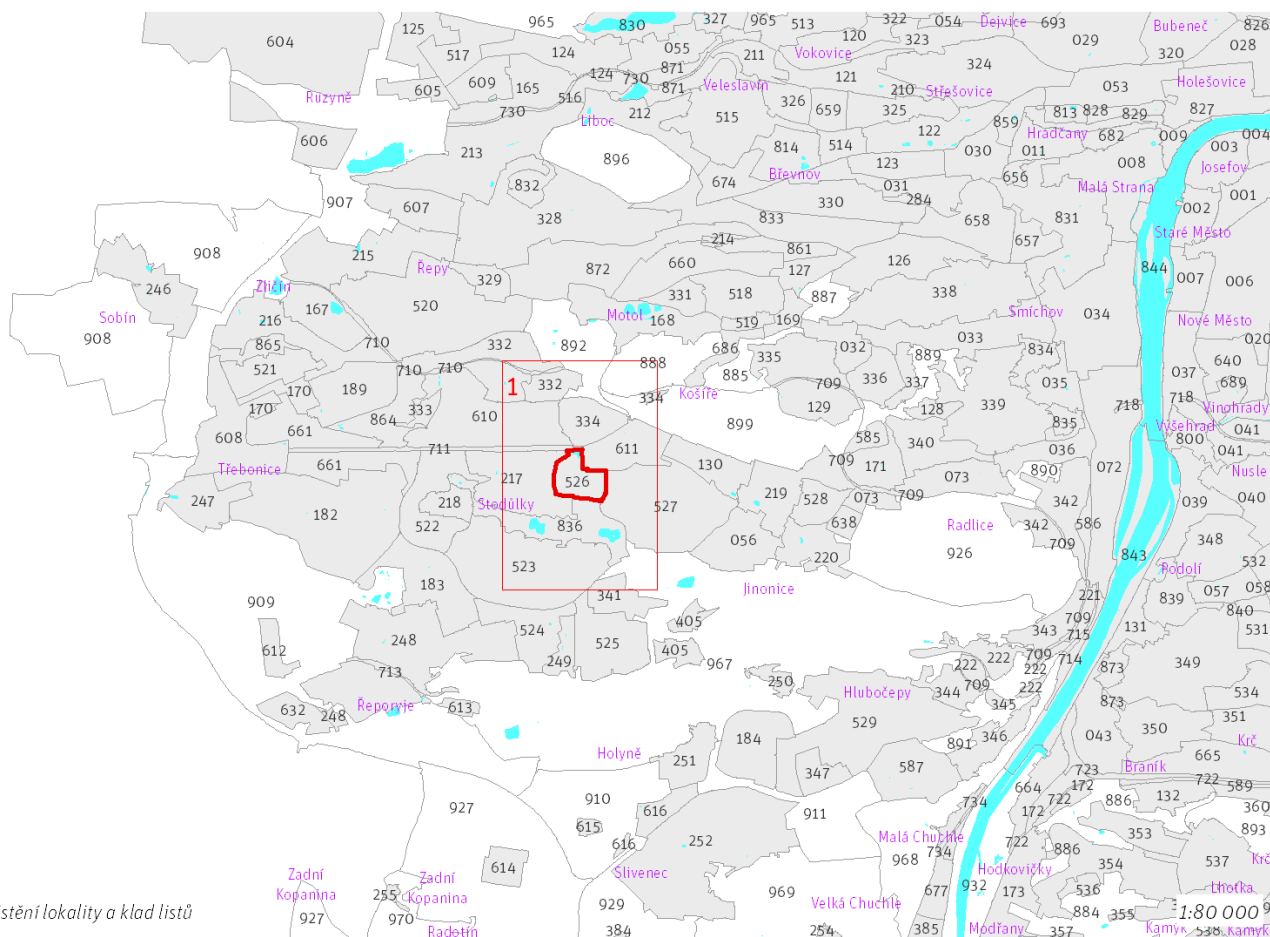 965 830 327 965 513 322 054 Dejvice 693 Bubeneč 826
604 125 517 124 055 871 211 Vokovice 120 323 029 320 028
605 609 165 124 730 871 Veleslavín 121 210 Střešovice 324 053 Holešovice
Ruzyně 730 516 212 515 326 659 325 859 813 828 829 827
606 213 Liboc 896 814 514 122 030 011 Hradčany 682 009 003 004
832 674 Břevnov 123 031 284 656 008 Malá Strana Josefov 001
907 607 328 833 330 658 831 002
908 215 Řepy 872 214 660 861 127 126 657 Staré Město
246 Zličín 329 331 518 887 338 844 007 006
Sobín 167 520 Motol 168 519 169 Smíchov 034 Nové Město
908 216 865 710 332 892 686 335 032 033 834 020
521 170 189 710 710 1 332 888 885 709 336 889 337 035 037 640 689
170 864 333 610 334 334 Košíře 129 128 339 718 718 Vinohrady
608 661 711 611 899 585 340 835 Výšehrad 800 041
Třebonice 661 217 526 130 709 171 036 041 Nusle
247 182 218 Stodůlky 527 219 528 073 709 073 890 072 039 040
522 836 638 Radlice 342 342 586 348
523 056 220 926 709 843 532
183 341 Jinonice 221 Podolí 839 057 058
909 405 709 840
612 248 524 525 405 967 343 715 131 531
249 222 222 709 222 714 873 349
713 250 Hlubočepy 344 709 222 873 534
632 248 Řeporyje 613 529 345 351
Holyně 184 891 346 043 350 Krč
251 347 587 723 Braník 665
927 910 616 911 734 664 172 722 722 589
615 172 886 132 360
616 252 Malá Chuchle 722 353 893
614 Slivenec 968 734 Hodkovičky 886 354 537 Krč
Zadní Kopanina 255 Zadní Kopanina 969 677 932 173 536 Lhotka
927 970 929 Velká Chuchle 884 355
Radotín 384 254 385 Modřany 357 Kamýk 538 Kamýk
ístění lokality a klad listů
1:80 000